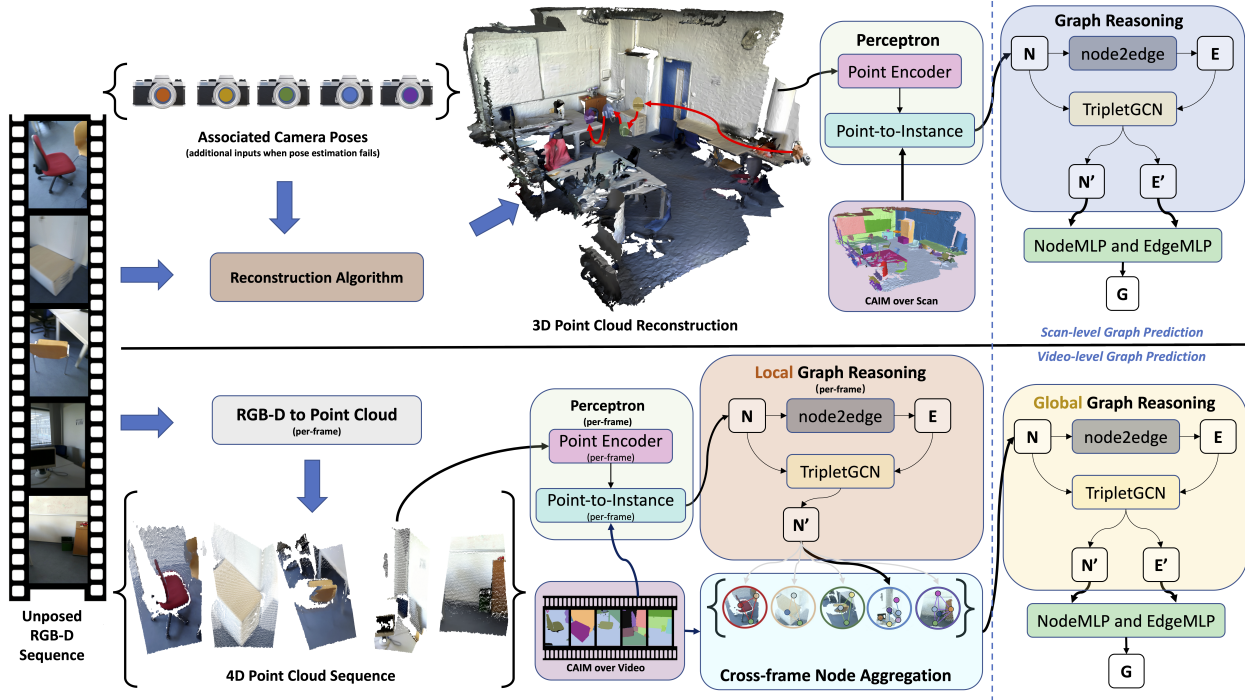 Associated Camera Poses
(additional inputs when pose estimation fails)
Reconstruction Algorithm
3D Point Cloud Reconstruction
Perceptron
Point Encoder
Point-to-Instance
CAIM over Scan
Graph Reasoning
N
node2edge
E
TripletGCN
N’
E’
NodeMLP and EdgeMLP
G
Scan-level Graph Prediction
Video-level Graph Prediction
Unposed
RGB-D
Sequence
RGB-D to Point Cloud
(per-frame)
4D Point Cloud Sequence
Perceptron
(per-frame)
Point Encoder
(per-frame)
Point-to-Instance
(per-frame)
CAIM over Video
Local Graph Reasoning
(per-frame)
N
node2edge
E
TripletGCN
N’
Cross-frame Node Aggregation
Global Graph Reasoning
N
node2edge
E
TripletGCN
N’
E’
NodeMLP and EdgeMLP
G